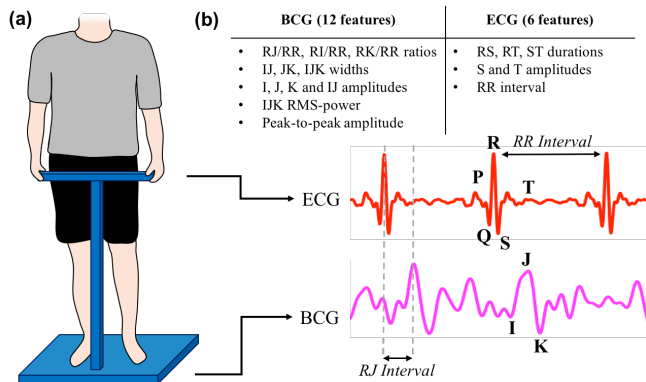 (a)
(b)
BCG (12 features)
ECG (6 features)
• RJ/RR, RI/RR, RK/RR ratios
• IJ, JK, IJK widths
• I, J, K and IJ amplitudes
• IJK RMS-power
• Peak-to-peak amplitude
• RS, RT, ST durations
• S and T amplitudes
• RR interval
R
RR Interval
P
T
ECG
Q
S
J
BCG
I
K
RJ Interval